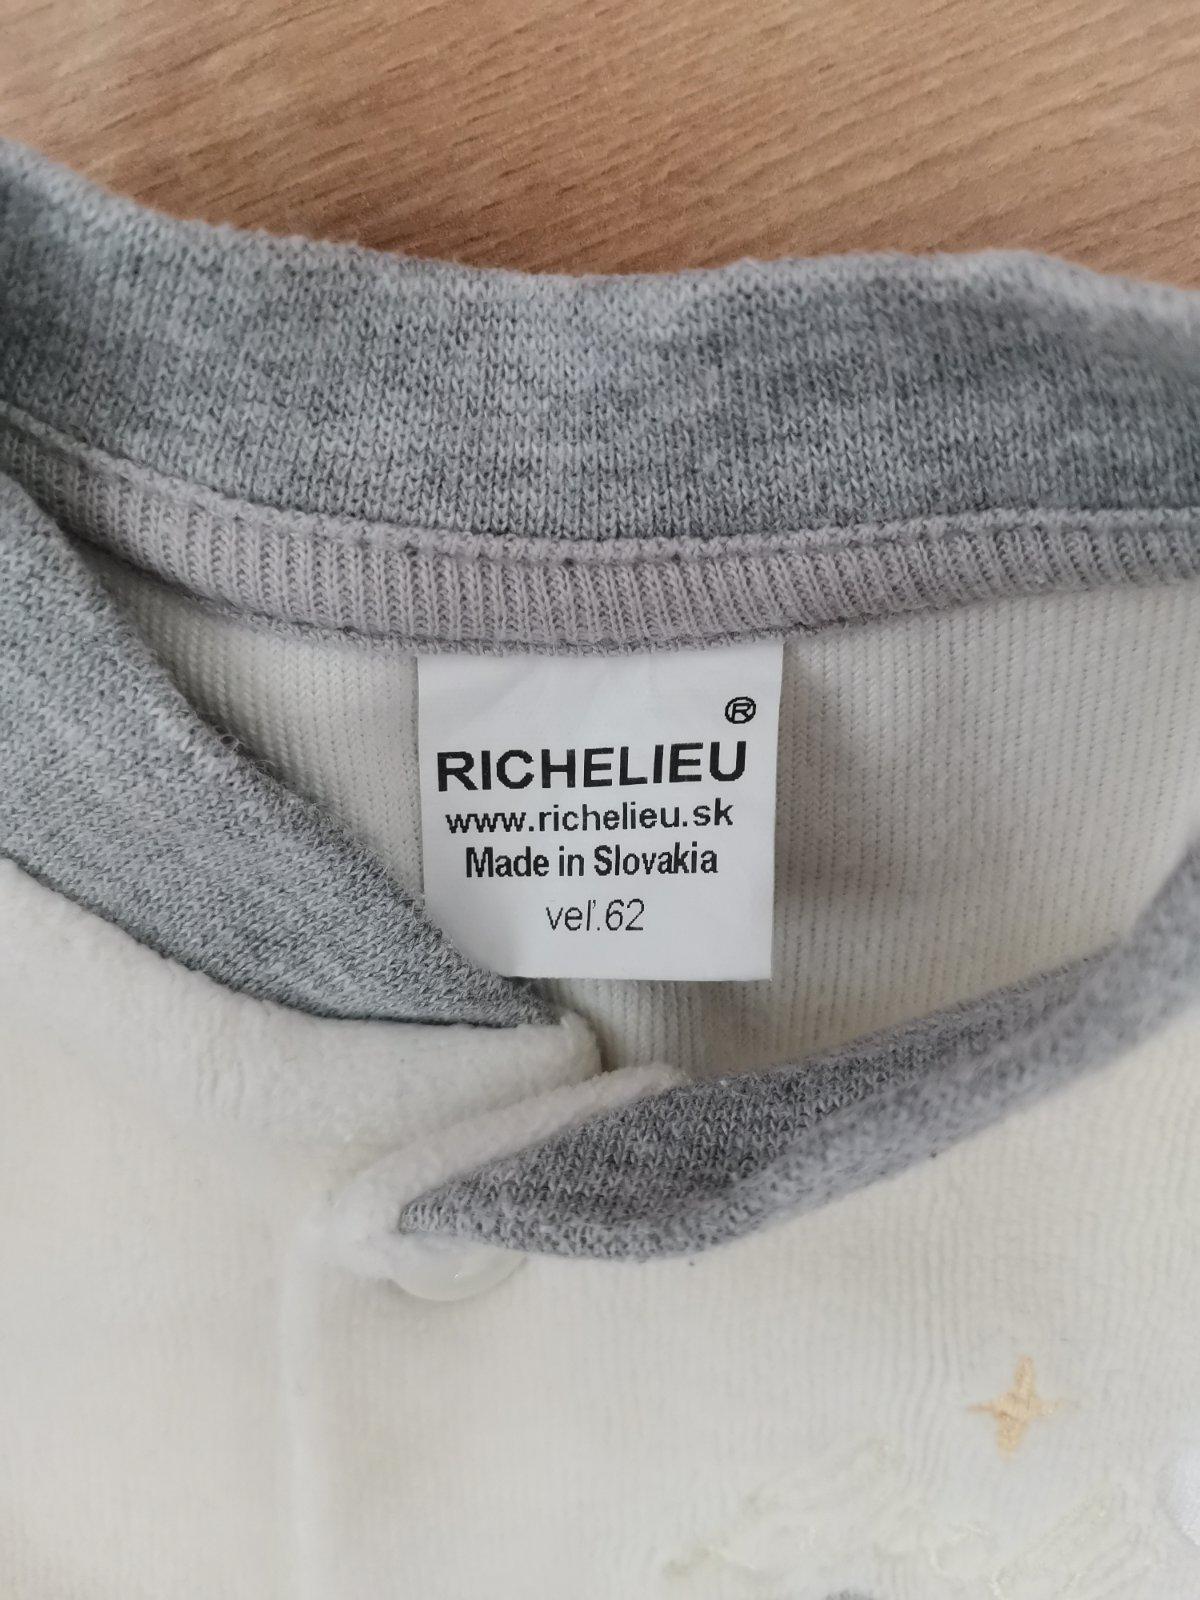 ®
RICHELIEU
www.richelieu.sk
Made in Slovakia
veľ.62